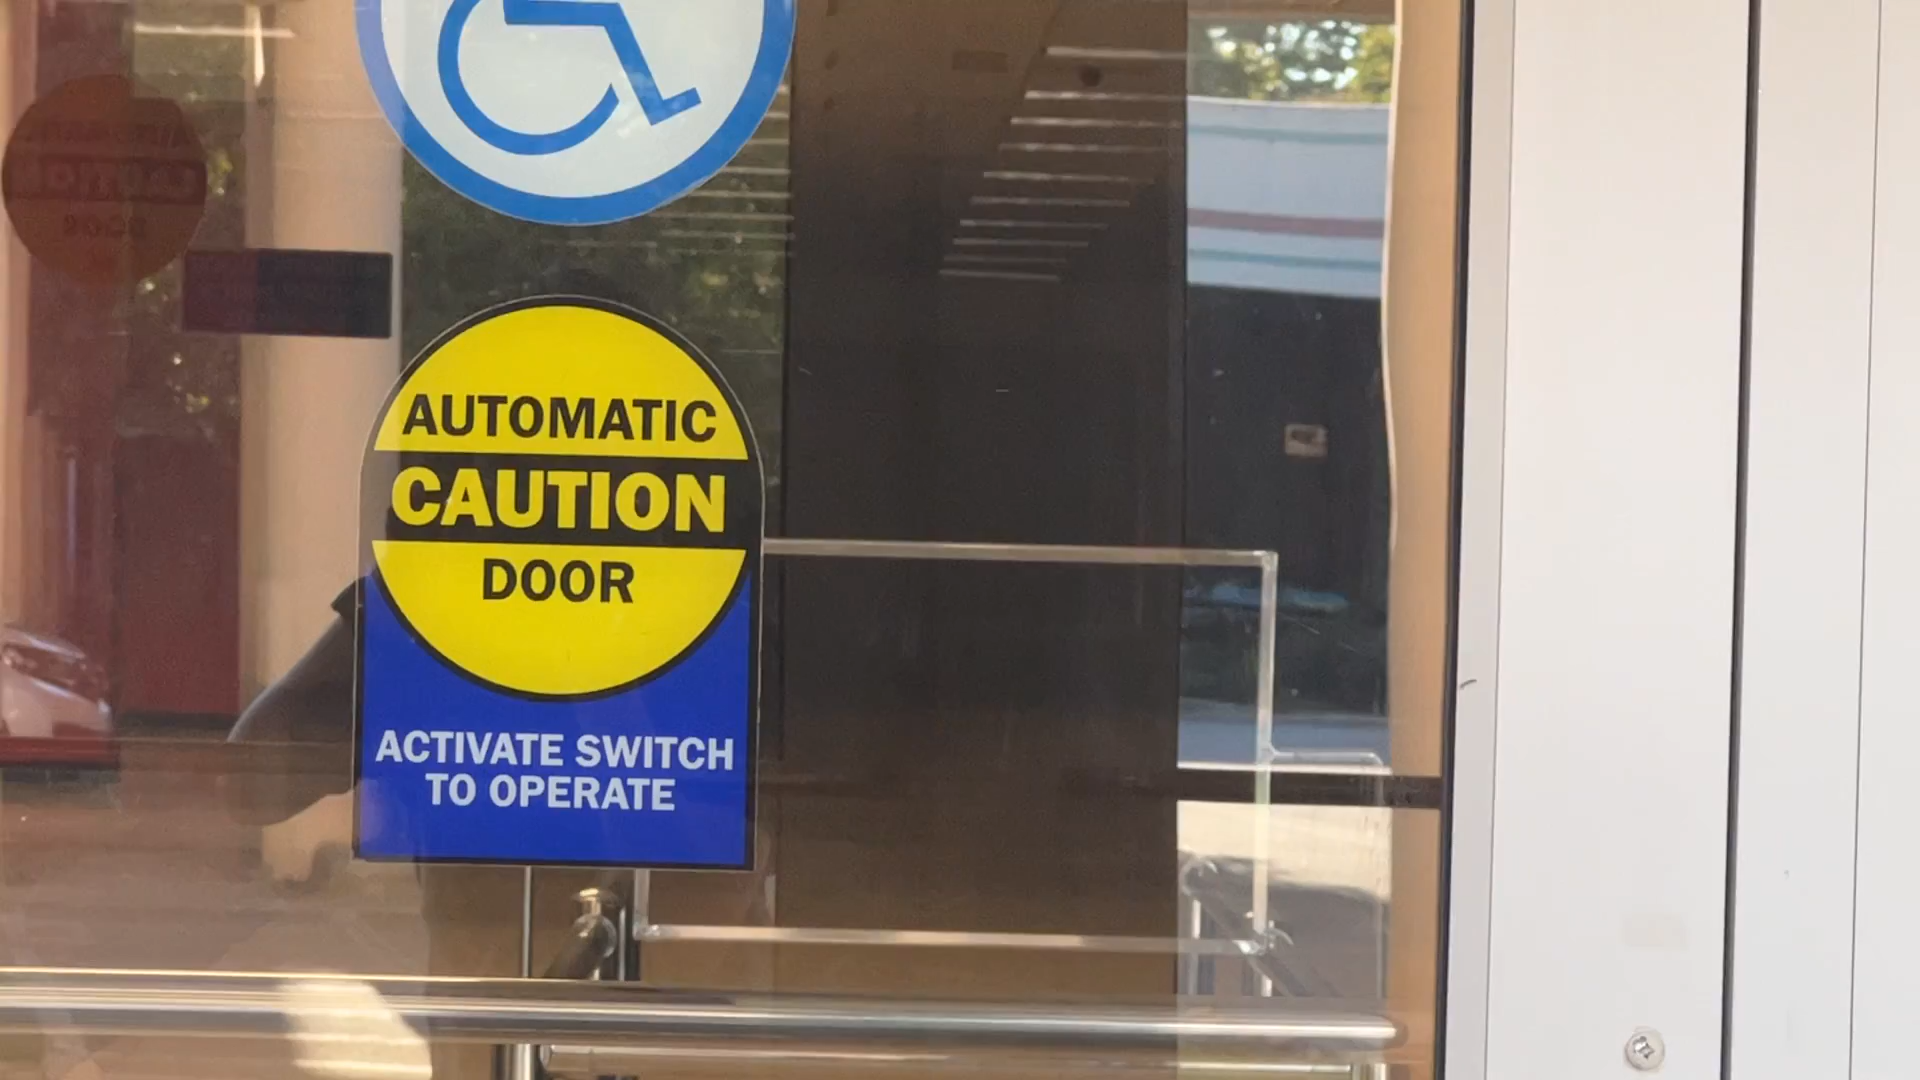 AUTOMATIC
CAUTION
DOOR
ACTIVATE SWITCH
TO OPERATE